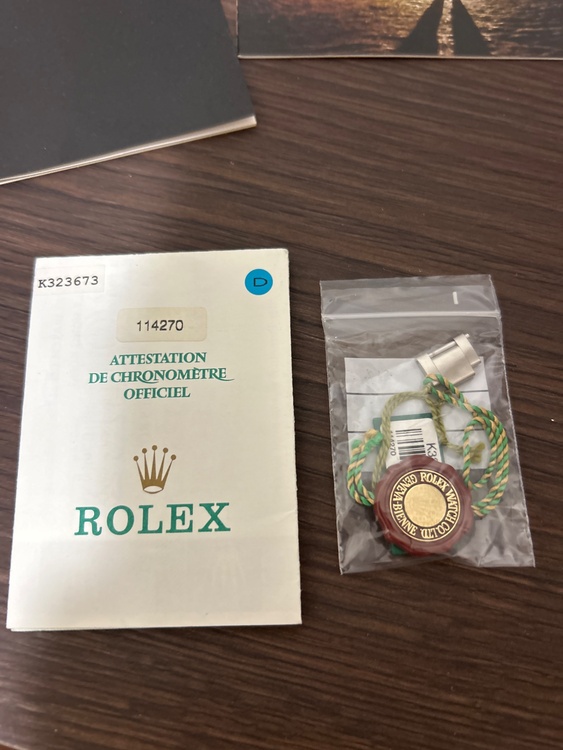 K323673
D
114270
ATTESTATION
DE CHRONOMÈTRE
OFFICIEL
ROLEX
ROLEX WATCH CO. LTD.
GENEVA-BIENNE